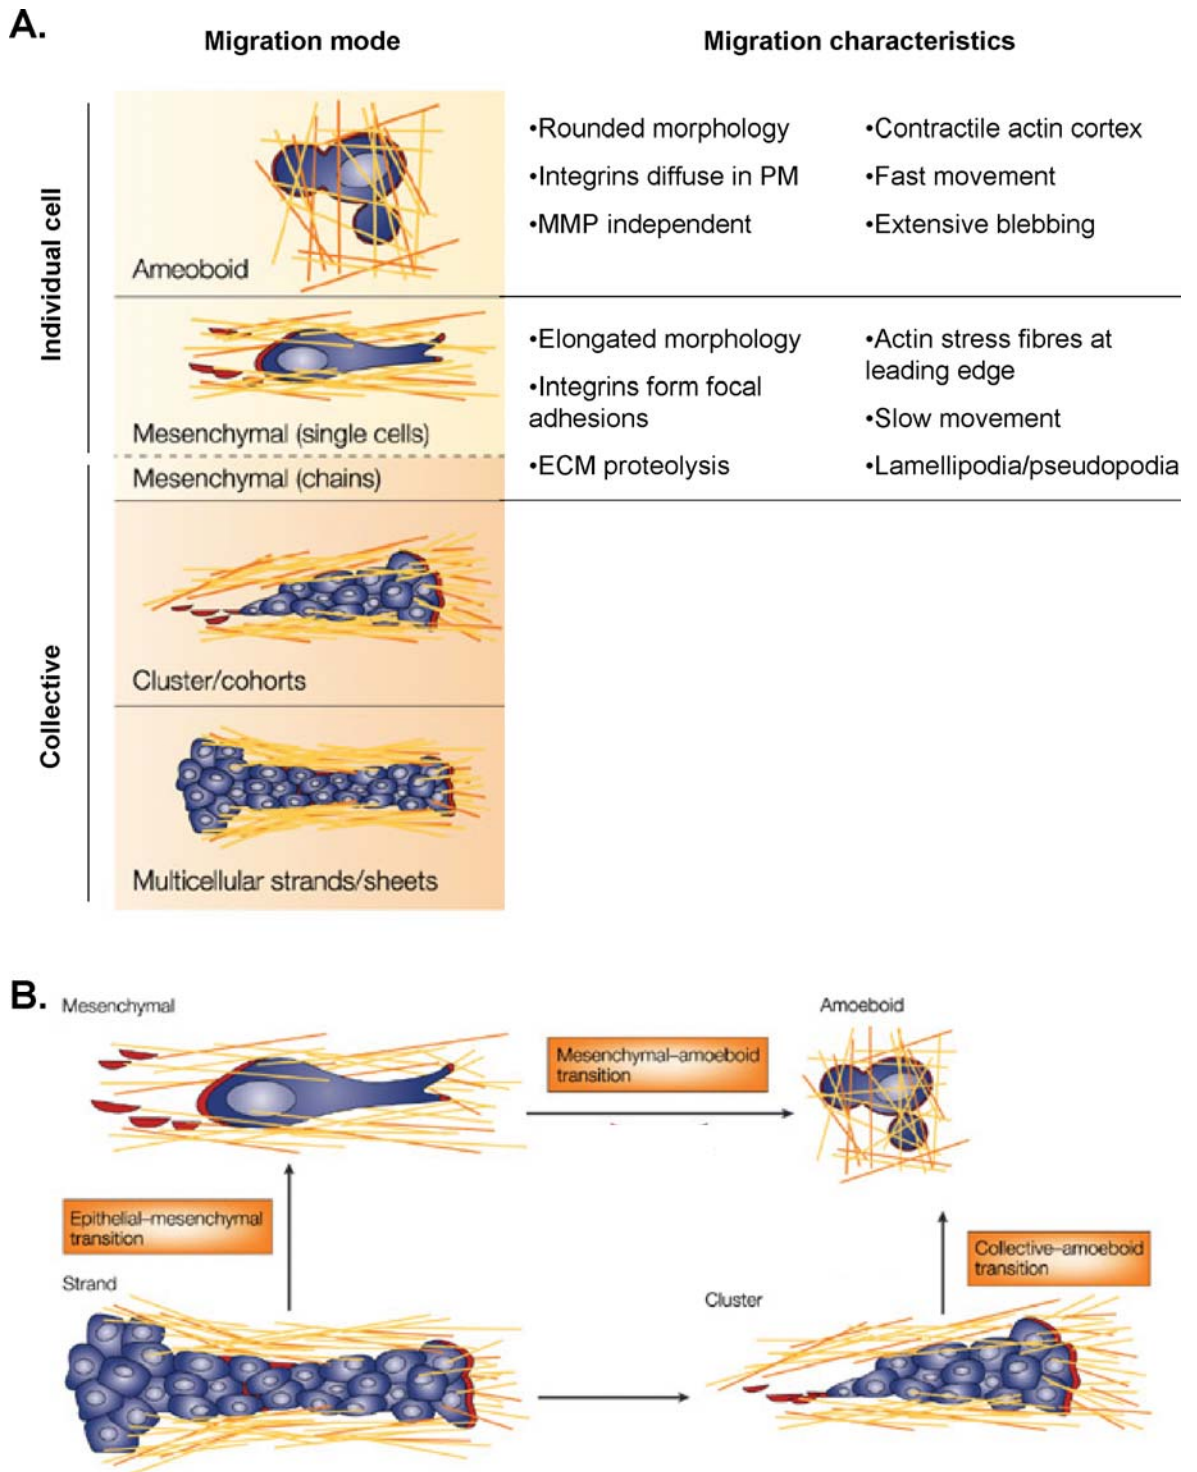 A.
Migration mode
Migration characteristics
Individual cell
Collective
•Rounded morphology
•Integrins diffuse in PM
•MMP independent
•Contractile actin cortex
•Fast movement
•Extensive blebbing
Ameoboid
•Elongated morphology
•Integrins form focal
adhesions
•ECM proteolysis
•Actin stress fibres at
leading edge
•Slow movement
•Lamellipodia/pseudopodia
Mesenchymal (single cells)
Mesenchymal (chains)
Cluster/cohorts
Multicellular strands/sheets
B.
Mesenchymal
Amoeboid
Mesenchymal–amoeboid
transition
Epithelial–mesenchymal
transition
Collective–amoeboid
transition
Strand
Cluster